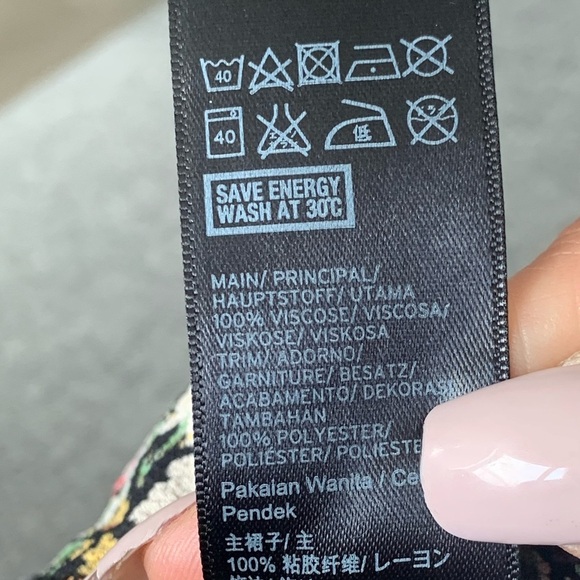 40
40 低
SAVE ENERGY
WASH AT 30°C
MAIN/ PRINCIPAL/
HAUPTSTOFF/ UTAMA
100% VISCOSE/ VISCOSA/
VISKOSE/ VISKOSA
TRIM/ ADORNO/
GARNITURE/ BESATZ/
ACABAMENTO/ DEKORASI
TAMBAHAN
100% POLYESTER/
POLIÉSTER/
Pakaian Wanita /
Pendek
主裙子/ 主
100% 粘胶纤维/ レーヨン